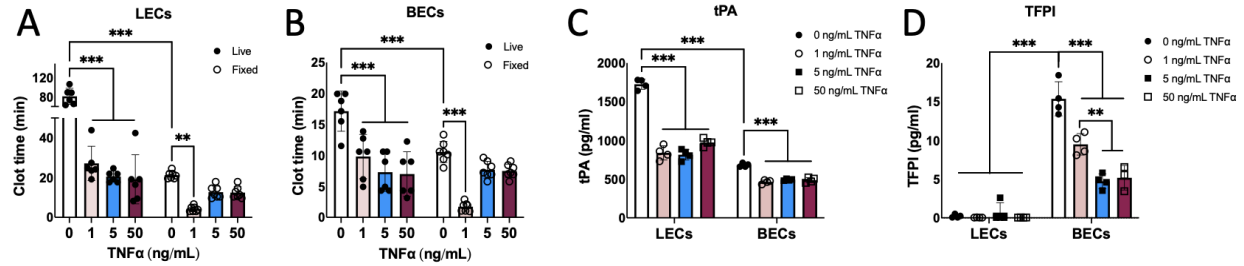 A
LECs
***
***
**
Live
Fixed
Clot time (min)
120
80
40
20
0
0 1 5 50 0 1 5 50
TNFα (ng/mL)
B
BECs
***
***
***
Live
Fixed
Clot time (min)
25
20
15
10
5
0
0 1 5 50 0 1 5 50
TNFα (ng/mL)
C
tPA
***
***
***
0 ng/mL TNFα
1 ng/mL TNFα
5 ng/mL TNFα
50 ng/mL TNFα
tPA (pg/ml)
2000
1500
1000
500
0
LECs BECs
D
TFPI
*** ***
**
0 ng/mL TNFα
1 ng/mL TNFα
5 ng/mL TNFα
50 ng/mL TNFα
TFPI (pg/ml)
20
15
10
5
0
LECs BECs